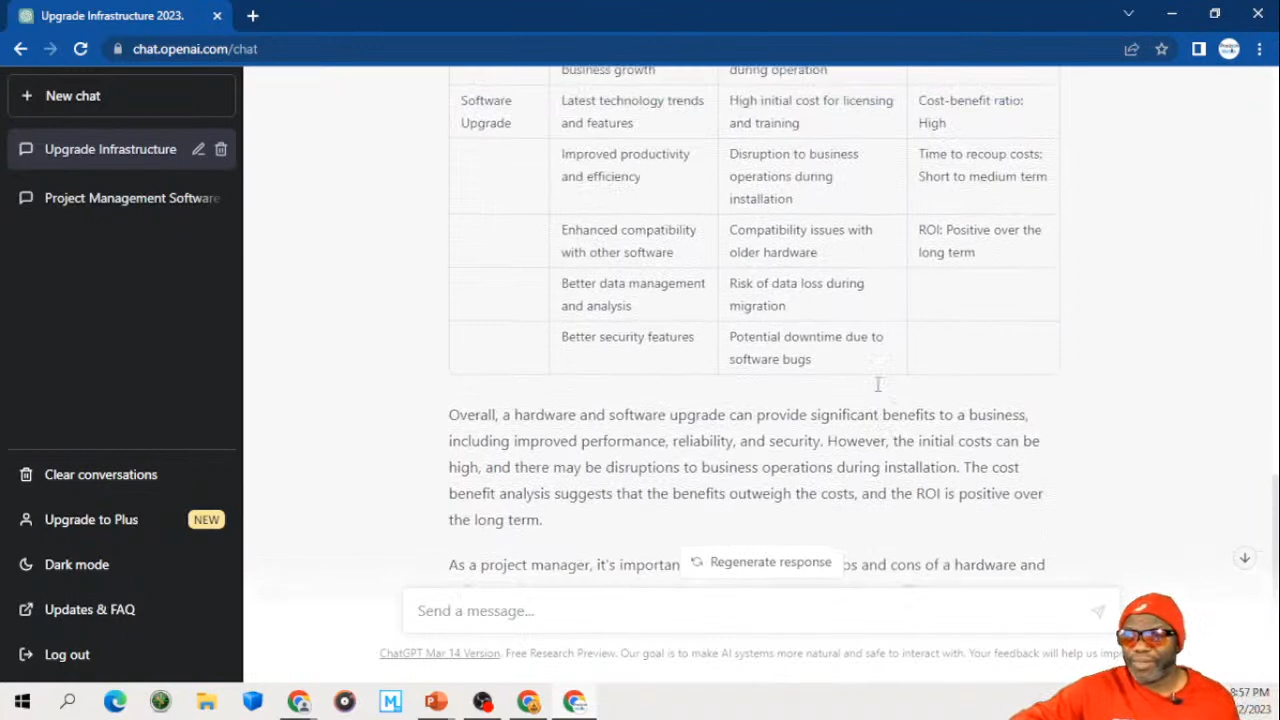 Upgrade Infrastructure 2023.
chat.openai.com/chat
New chat
Upgrade Infrastructure
Project Management Software
Clear conversations
Upgrade to Plus NEW
Dark mode
Updates & FAQ
Log out
business growth
during operation
Software
Upgrade
Latest technology trends
and features
High initial cost for licensing
and training
Cost-benefit ratio:
High
Improved productivity
and efficiency
Disruption to business
operations during
installation
Time to recoup costs:
Short to medium term
Enhanced compatibility
with other software
Compatibility issues with
older hardware
ROI: Positive over the
long term
Better data management
and analysis
Risk of data loss during
migration
Better security features
Potential downtime due to
software bugs
Overall, a hardware and software upgrade can provide significant benefits to a business,
including improved performance, reliability, and security. However, the initial costs can be
high, and there may be disruptions to business operations during installation. The cost
benefit analysis suggests that the benefits outweigh the costs, and the ROI is positive over
the long term.
As a project manager, it's important
and cons of a hardware and
Regenerate response
Send a message...
ChatGPT Mar 14 Version. Free Research Preview. Our goal is to make AI systems more natural and safe to interact with. Your feedback will help us
8:57 PM
/2023